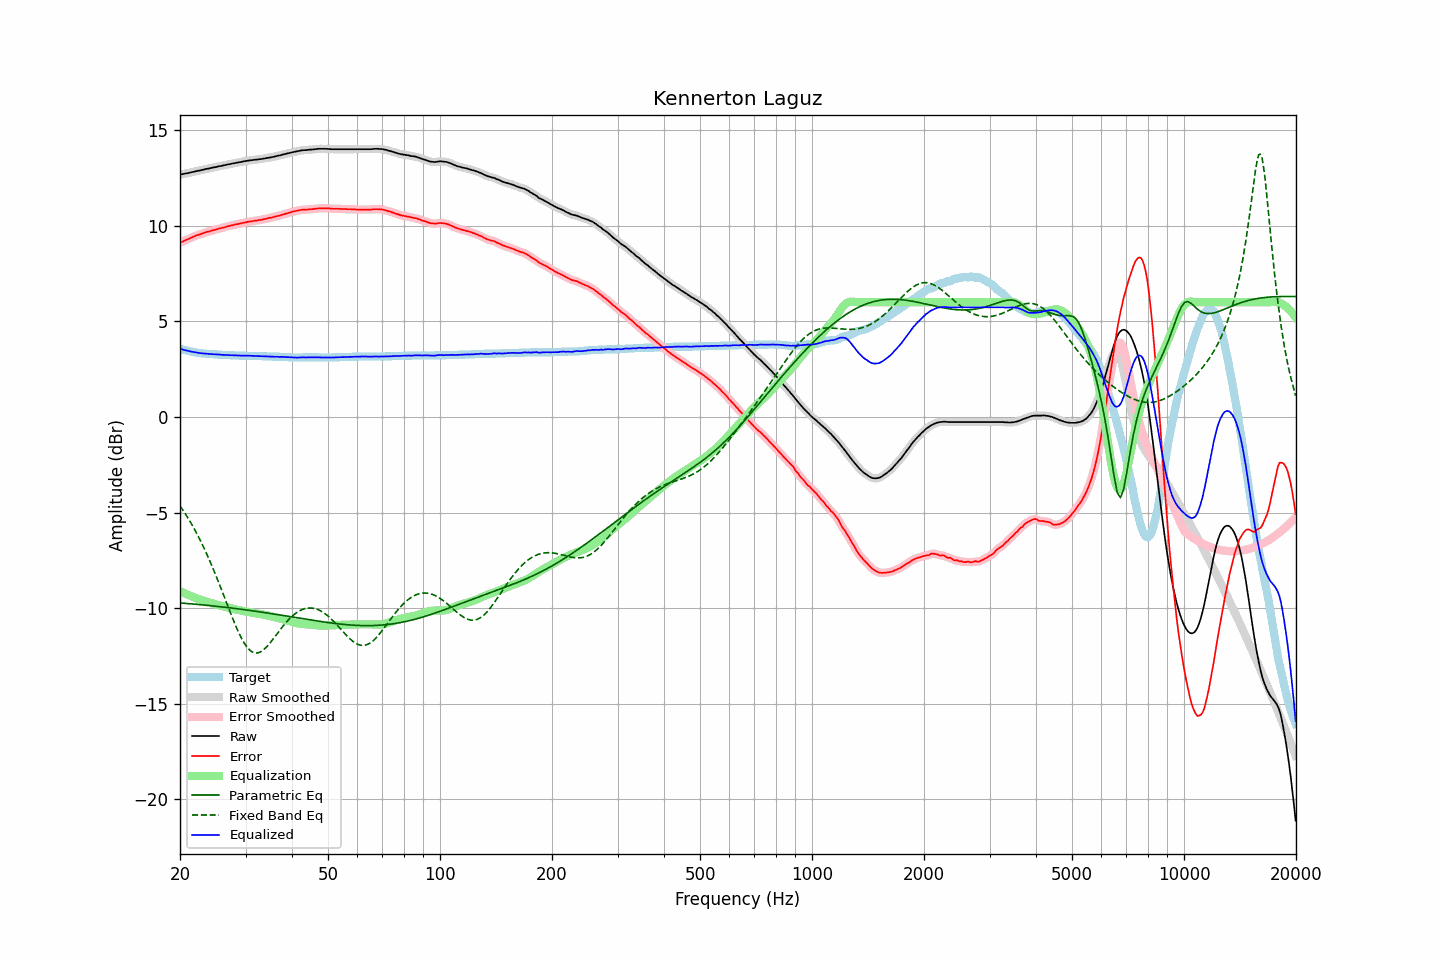 Kennerton Laguz
15
10
5
0
−5
−10
−15
−20
Amplitude (dBr)
Target
Raw Smoothed
Error Smoothed
Raw
Error
Equalization
Parametric Eq
Fixed Band Eq
Equalized
20 50 100 200 500 1000 2000 5000 10000 20000
Frequency (Hz)